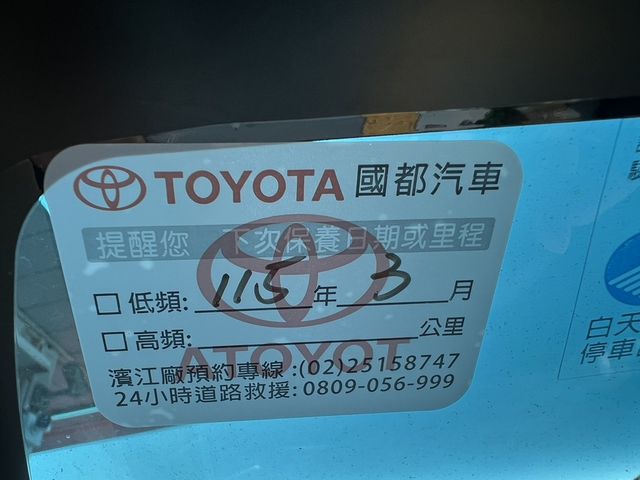 TOYOTA 國都汽車
提醒您 下次保養日期或里程
低頻: 115 年 3 月
高頻: 公里
TOYOTA
濱江廠預約專線:(02)25158747
24小時道路救援:0809-056-999
白天
停車